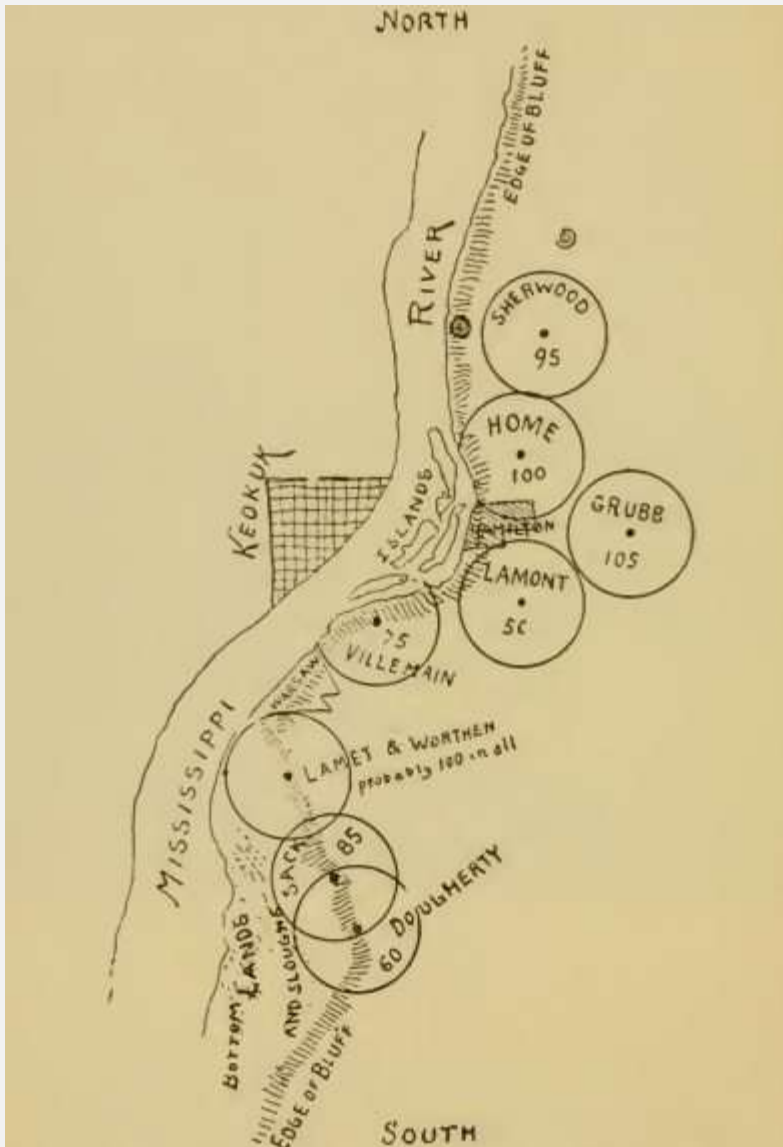 NORTH
EDGE OF BLUFF
RIVER
SHERWOOD
95
HOME
100
KEOKUK
ISLANDS
HAMILTON
GRUBB
105
LAMONT
50
75
VILLEMAIN
WARSAW
MISSISSIPPI
LAMET & WORTHEN
probably 100 in all
85
SACK
DOUGHERTY
60
BOTTOM LANDS
AND SLOUGHS
EDGE OF BLUFF
SOUTH